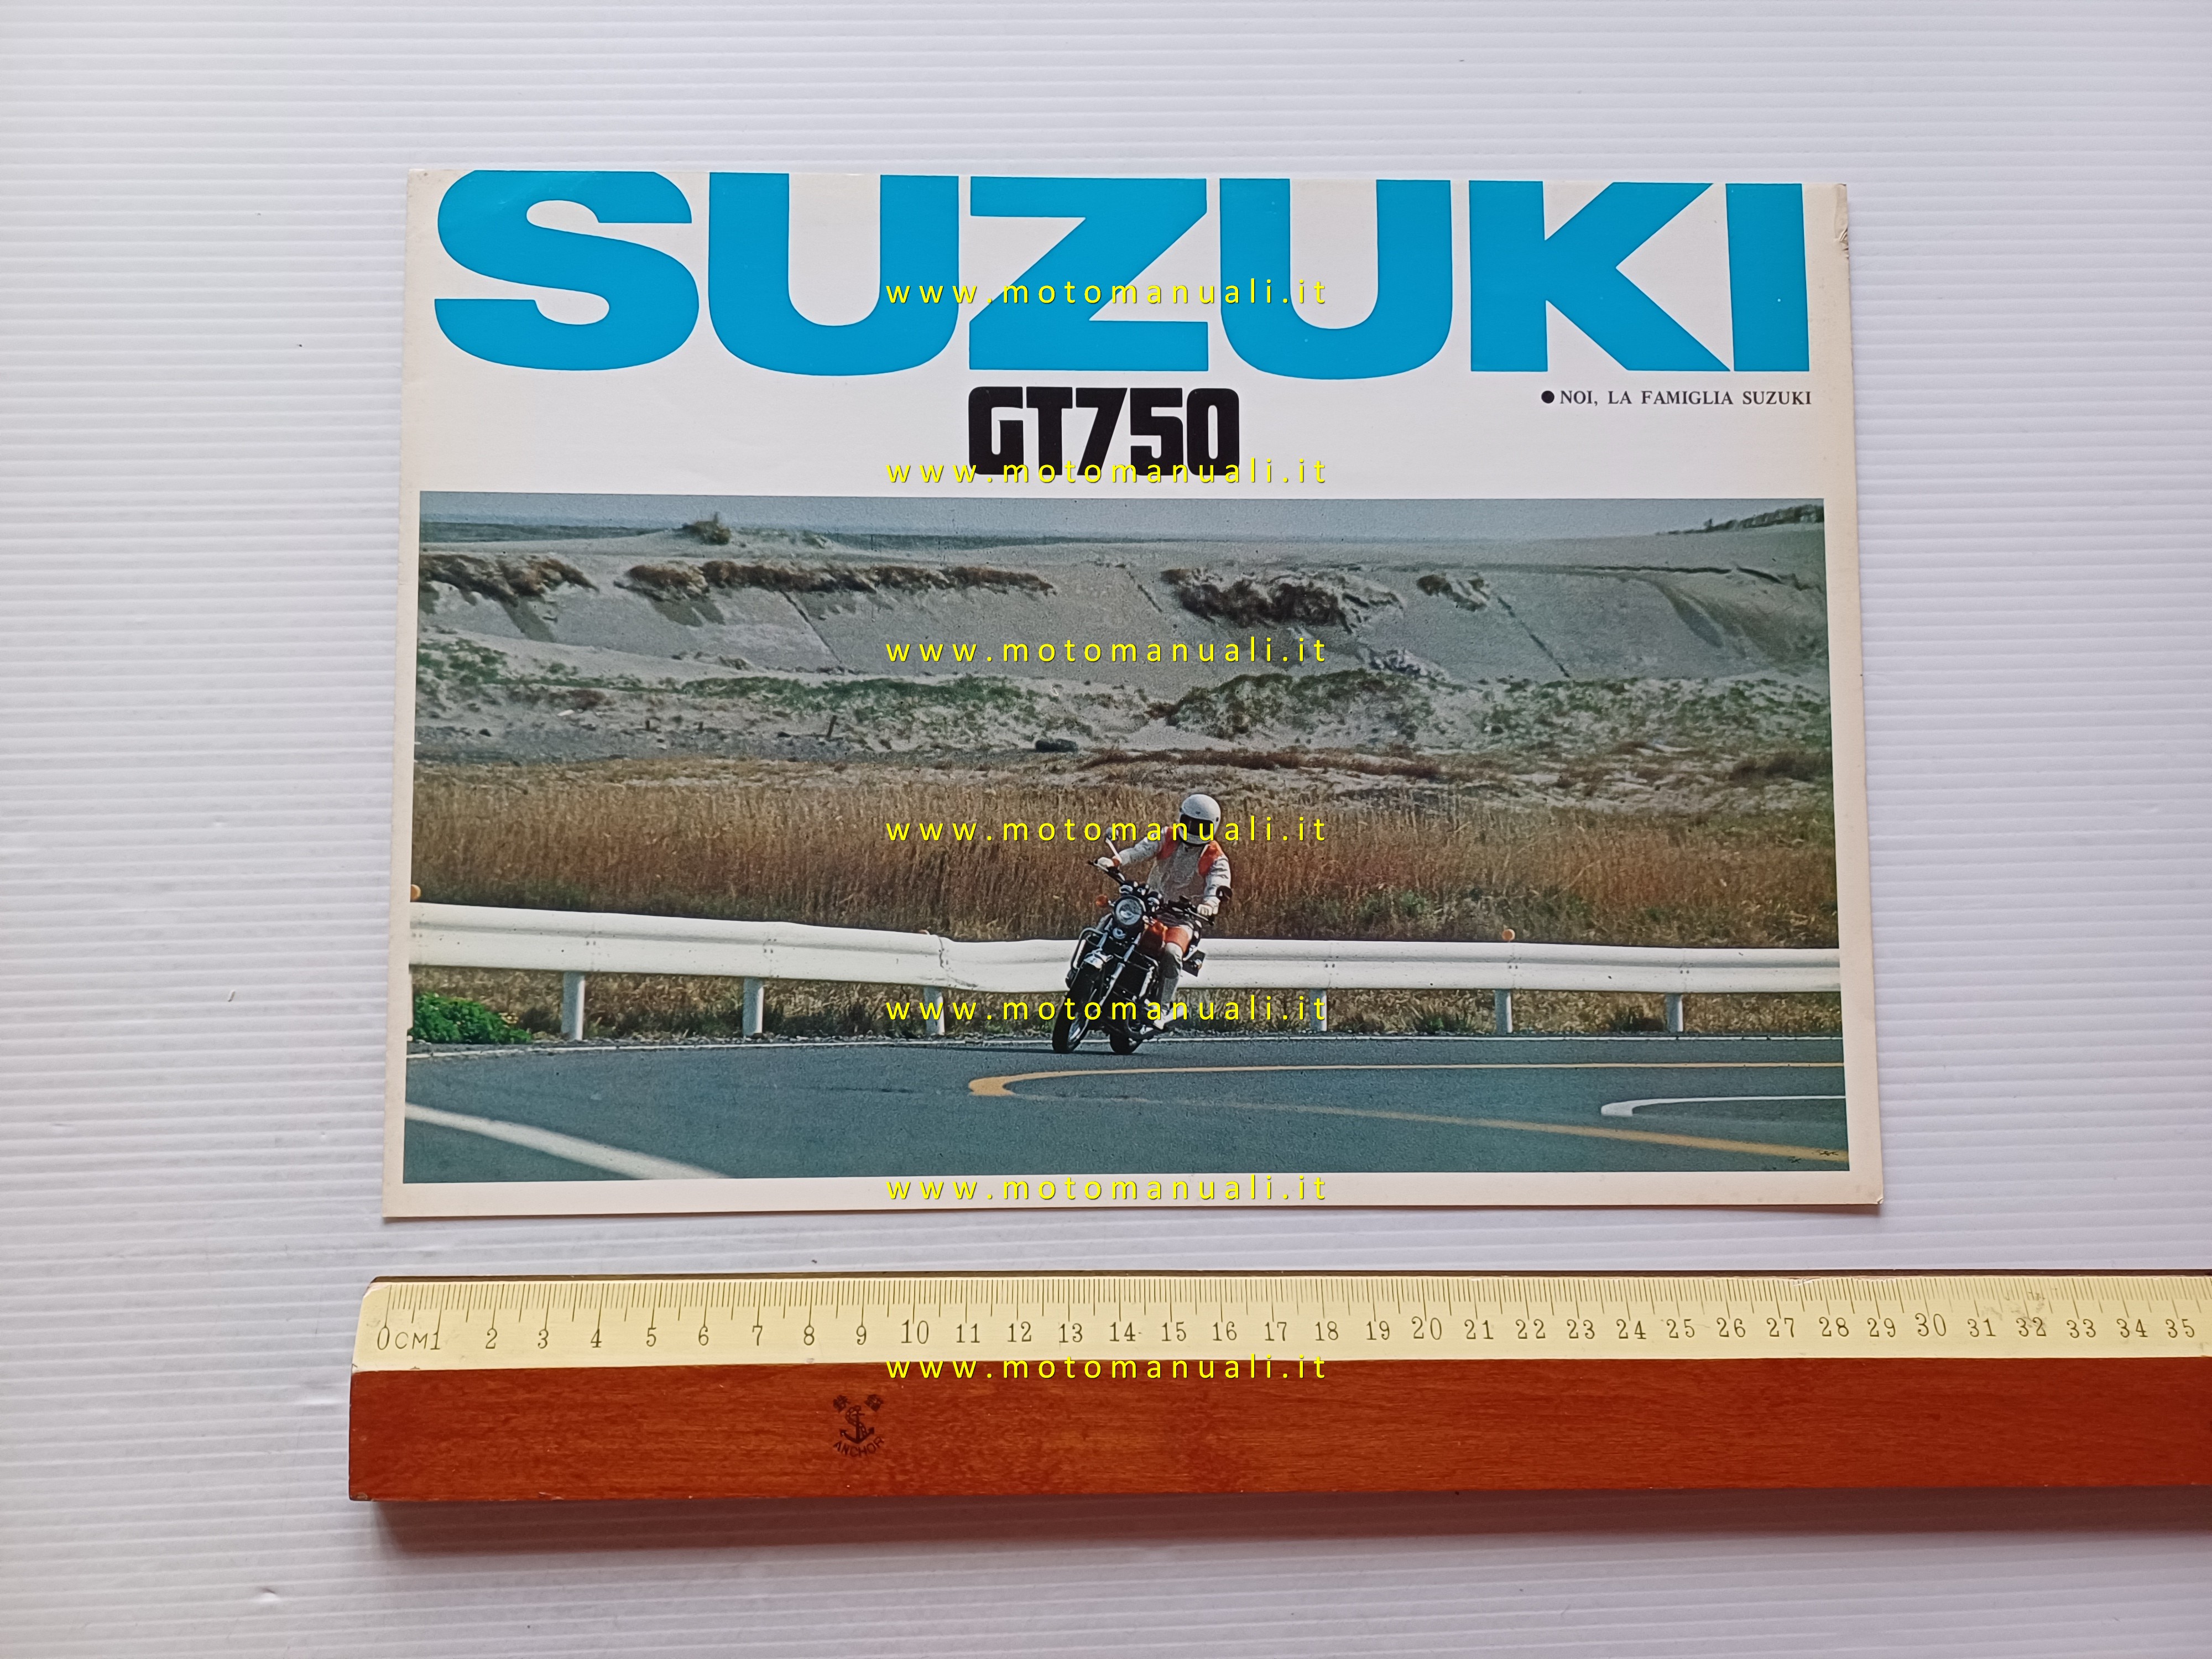 SUZUKI
www.motomanuali.it
GT750
● NOI, LA FAMIGLIA SUZUKI
www.motomanuali.it
www.motomanuali.it
www.motomanuali.it
www.motomanuali.it
www.motomanuali.it
0CM1 2 3 4 5 6 7 8 9 10 11 12 13 14 15 16 17 18 19 20 21 22 23 24 25 26 27 28 29 30 31 32 33 34 35
www.motomanuali.it
ANCHOR